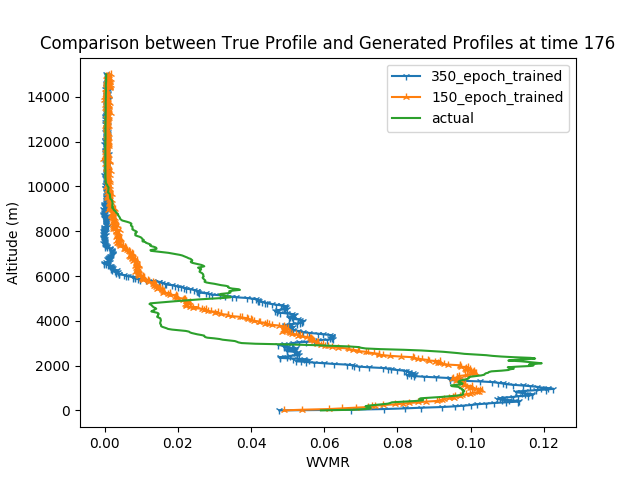 Comparison between True Profile and Generated Profiles at time 176
350_epoch_trained
150_epoch_trained
actual
14000
12000
10000
8000
6000
4000
2000
0
Altitude (m)
0.00 0.02 0.04 0.06 0.08 0.10 0.12
WVMR